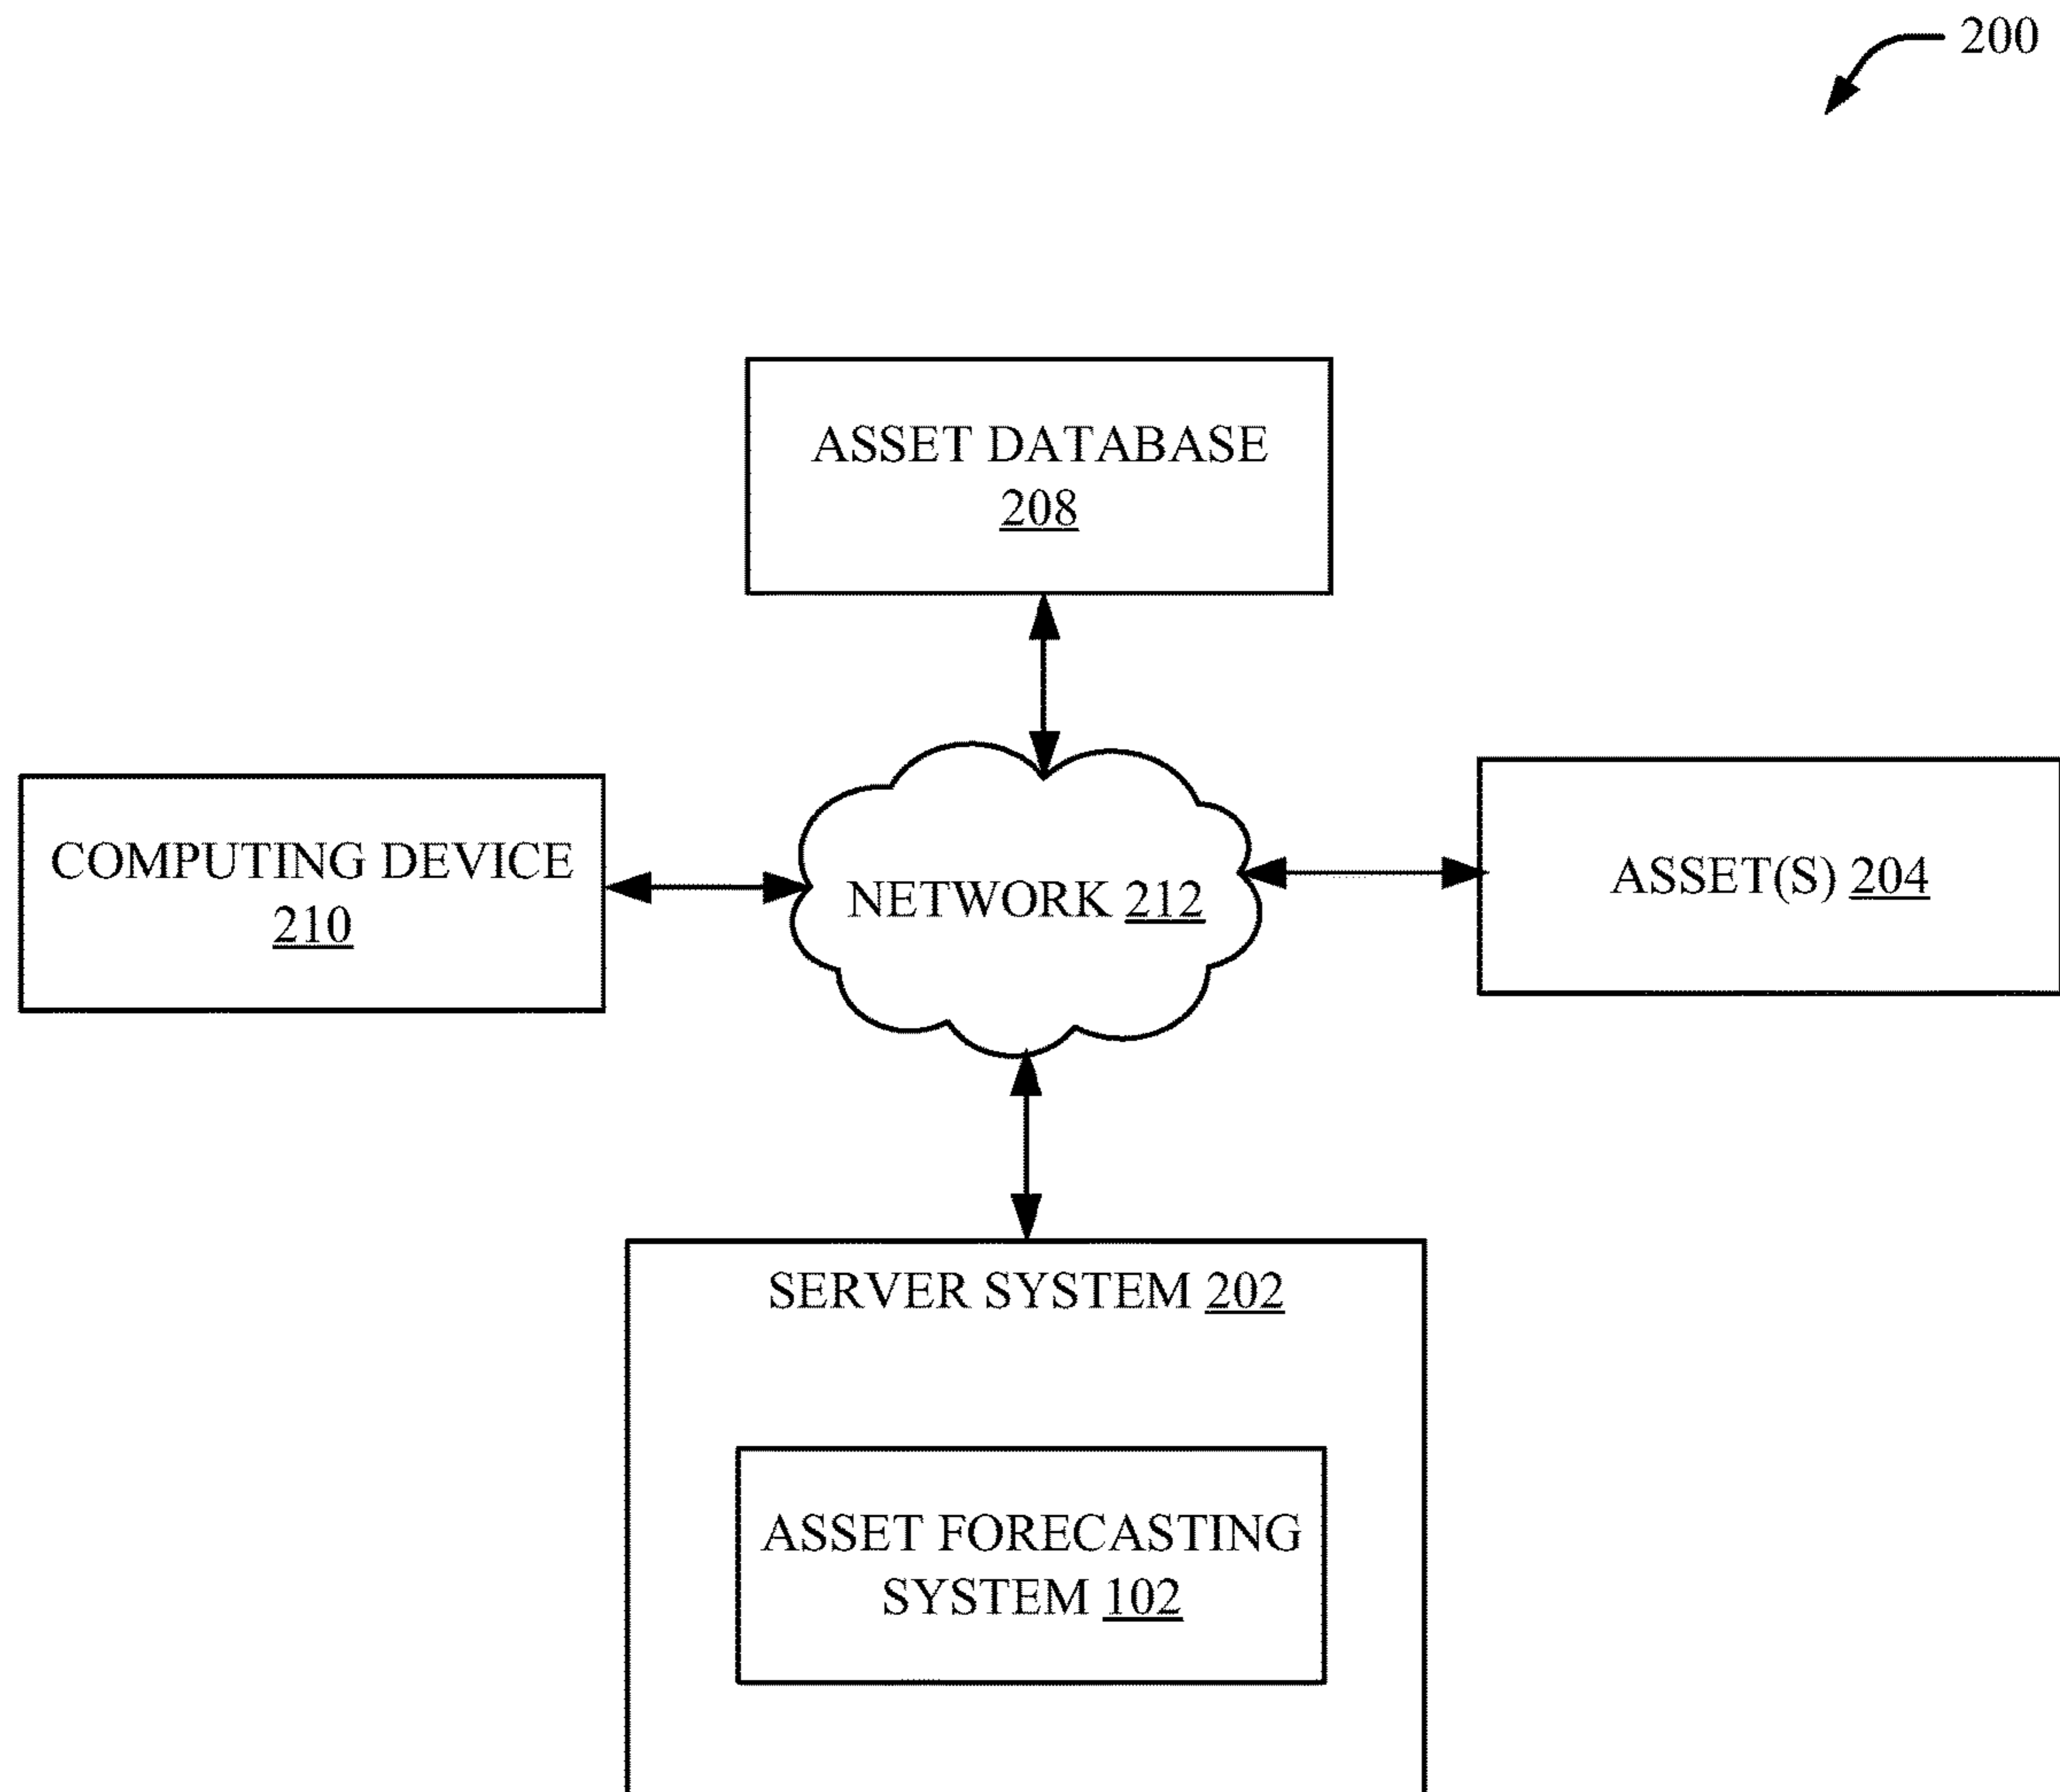 200
ASSET DATABASE
208
COMPUTING DEVICE
210
NETWORK 212
ASSET(S) 204
SERVER SYSTEM 202
ASSET FORECASTING
SYSTEM 102